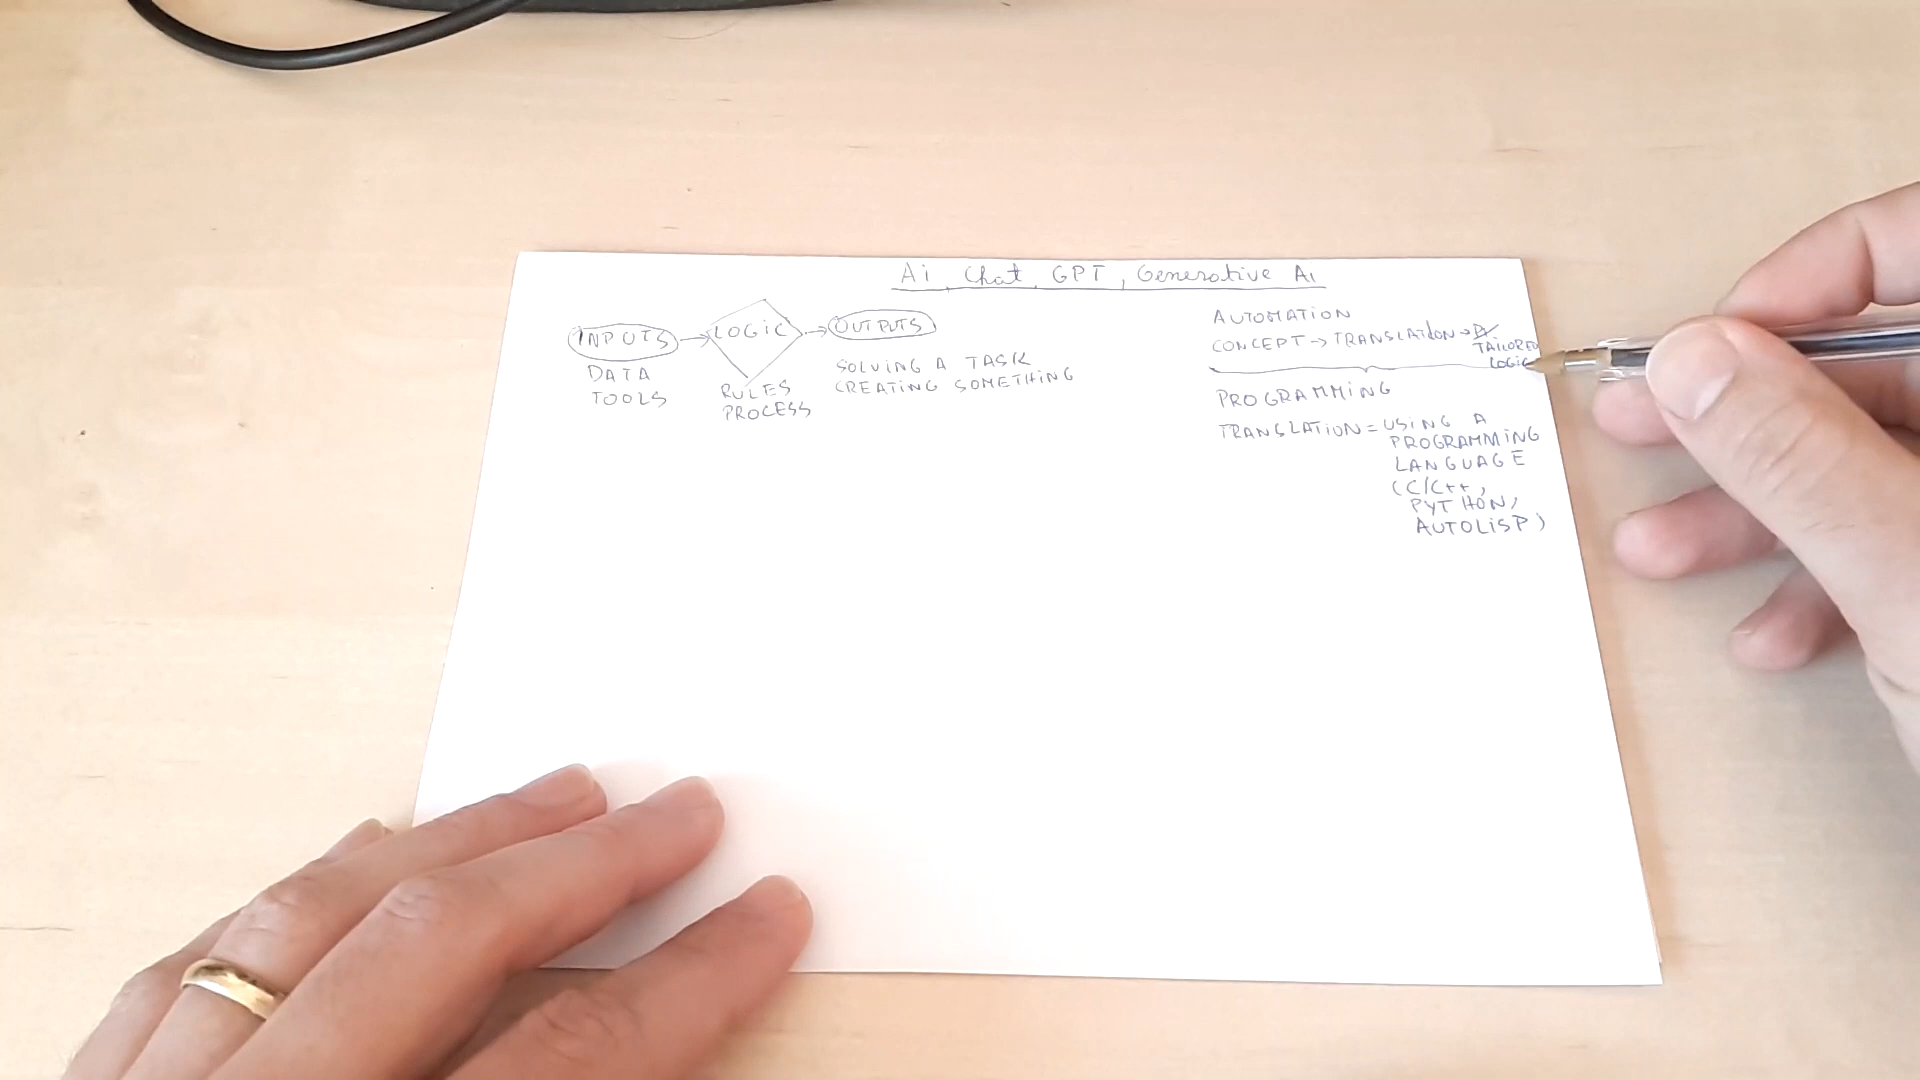 Ai, Chat GPT, Generative Ai
INPUTS → LOGIC → OUTPUTS
DATA
TOOLS
RULES
PROCESS
SOLVING A TASK
CREATING SOMETHING
AUTOMATION
CONCEPT → TRANSLATION →
TAILORED
LOGIC
PROGRAMMING
TRANSLATION = USING A
PROGRAMMING
LANGUAGE
(C/C++,
PYTHON,
AUTOLISP)